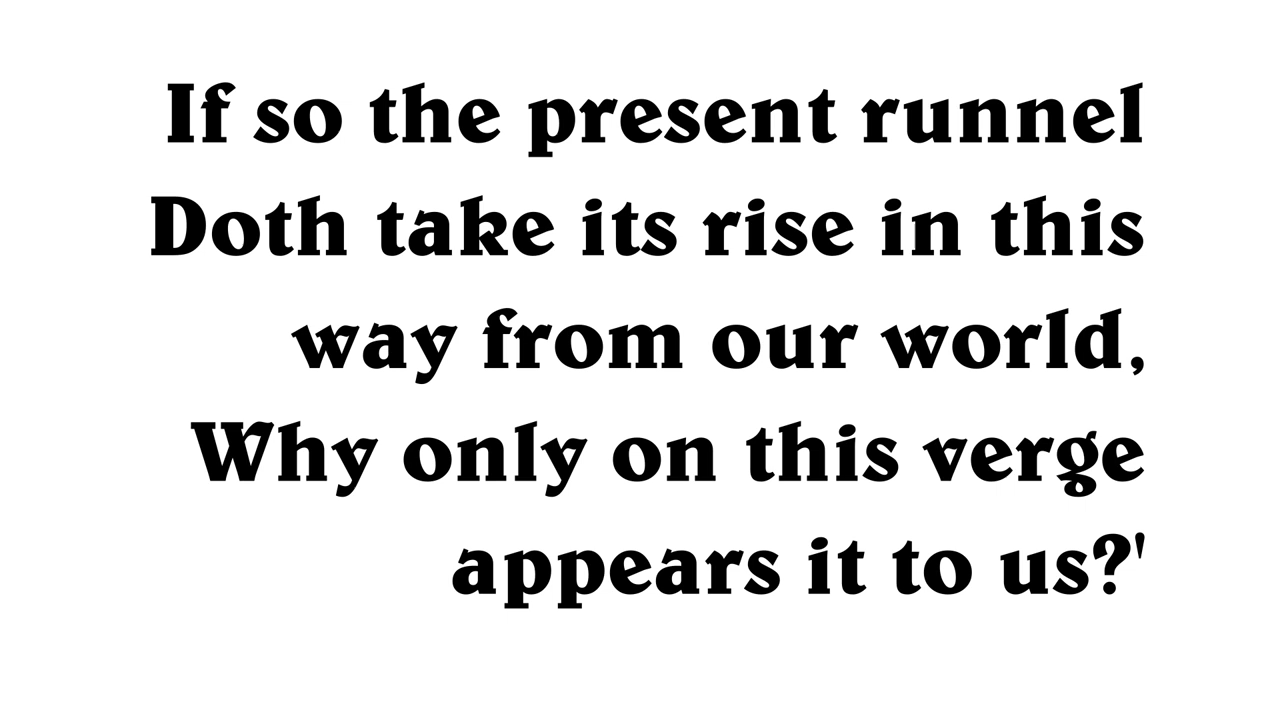 If so the present runnel
Doth take its rise in this
way from our world,
Why only on this verge
appears it to us?'